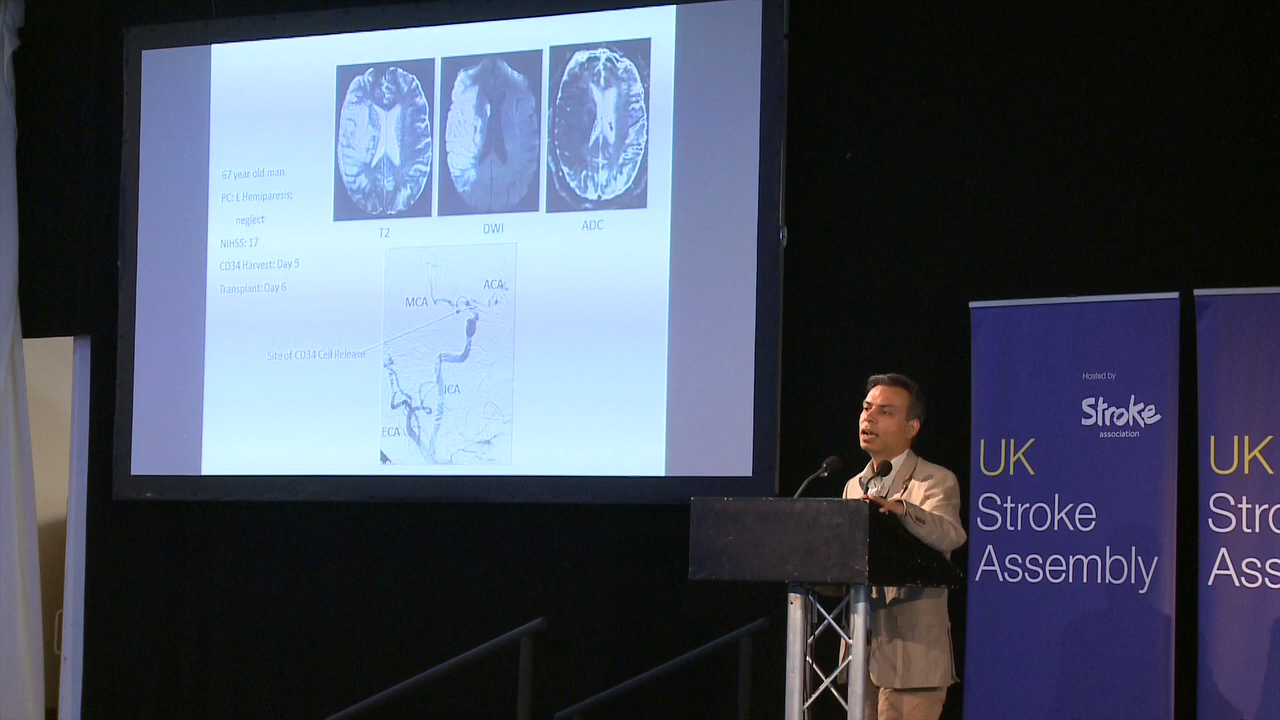 67 year old man
PC: L Hemiparesis;
neglect
NIHSS: 17
CD34 Harvest: Day 5
Transplant: Day 6
T2
DWI
ADC
MCA
ACA
Site of CD34 Cell Release
ICA
ECA
Hosted by
Stroke
association
UK
Stroke
Assembly
UK
Stro
Ass